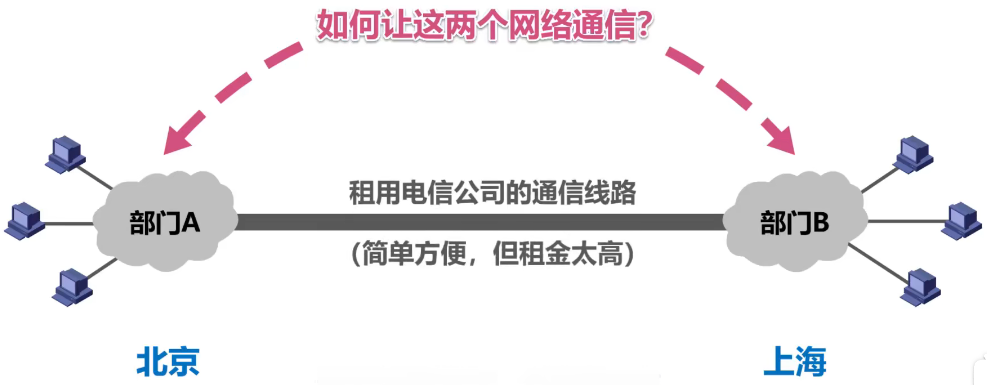 如何让这两个网络通信？
租用电信公司的通信线路
部门A
部门B
（简单方便，但租金太高）
北京
上海